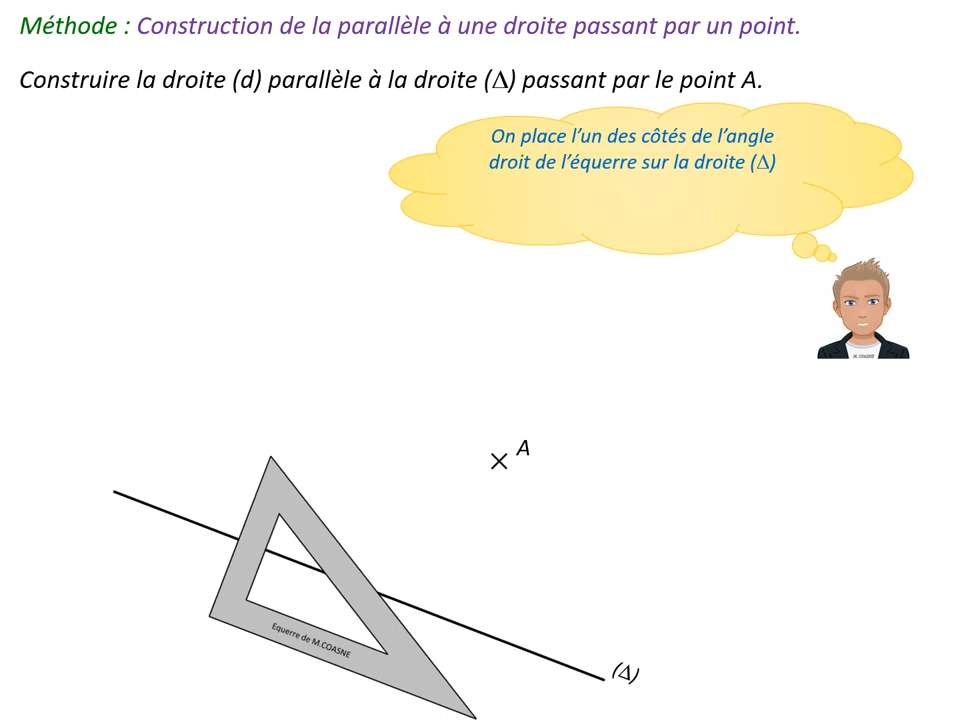 Méthode : Construction de la parallèle à une droite passant par un point.
Construire la droite (d) parallèle à la droite (Δ) passant par le point A.
On place l’un des côtés de l’angle
droit de l’équerre sur la droite (Δ)
M. COASNE
A
Equerre de M.COASNE
(Δ)